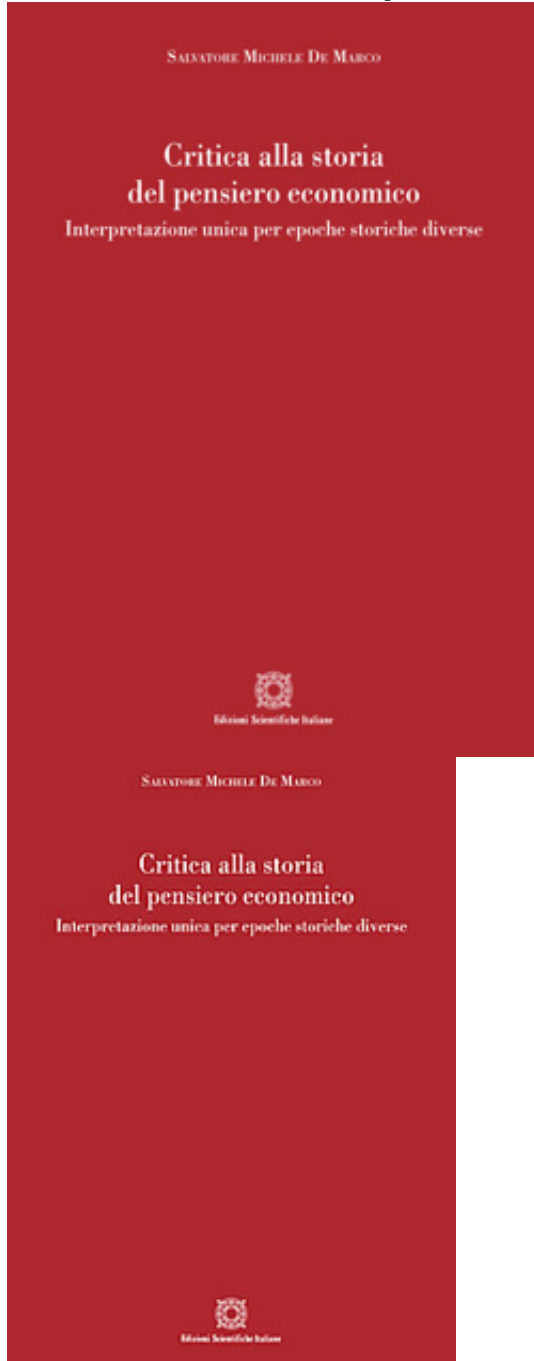 Salvatore Michele De Marco
Critica alla storia
del pensiero economico
Interpretazione unica per epoche storiche diverse
Edizioni Scientifiche Italiane
Salvatore Michele De Marco
Critica alla storia
del pensiero economico
Interpretazione unica per epoche storiche diverse
Edizioni Scientifiche Italiane